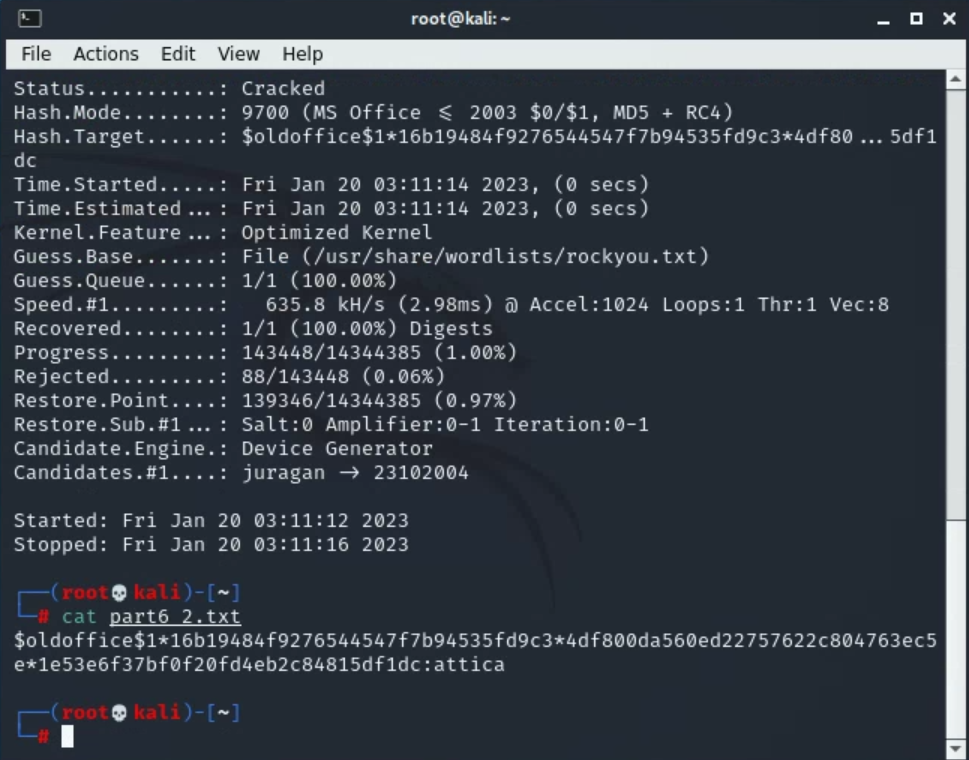 root@kali: ~
File Actions Edit View Help
Status...........: Cracked
Hash.Mode........: 9700 (MS Office ⩽ 2003 $0/$1, MD5 + RC4)
Hash.Target......: $oldoffice$1*16b19484f9276544547f7b94535fd9c3*4df80...5df1
dc
Time.Started.....: Fri Jan 20 03:11:14 2023, (0 secs)
Time.Estimated...: Fri Jan 20 03:11:14 2023, (0 secs)
Kernel.Feature...: Optimized Kernel
Guess.Base.......: File (/usr/share/wordlists/rockyou.txt)
Guess.Queue......: 1/1 (100.00%)
Speed.#1.........:   635.8 kH/s (2.98ms) @ Accel:1024 Loops:1 Thr:1 Vec:8
Recovered........: 1/1 (100.00%) Digests
Progress.........: 143448/14344385 (1.00%)
Rejected.........: 88/143448 (0.06%)
Restore.Point....: 139346/14344385 (0.97%)
Restore.Sub.#1...: Salt:0 Amplifier:0-1 Iteration:0-1
Candidate.Engine.: Device Generator
Candidates.#1....: juragan → 23102004
Started: Fri Jan 20 03:11:12 2023
Stopped: Fri Jan 20 03:11:16 2023
┌──(root💀kali)-[~]
└─# cat part6_2.txt
$oldoffice$1*16b19484f9276544547f7b94535fd9c3*4df800da560ed22757622c804763ec5
e*1e53e6f37bf0f20fd4eb2c84815df1dc:attica
┌──(root💀kali)-[~]
└─#